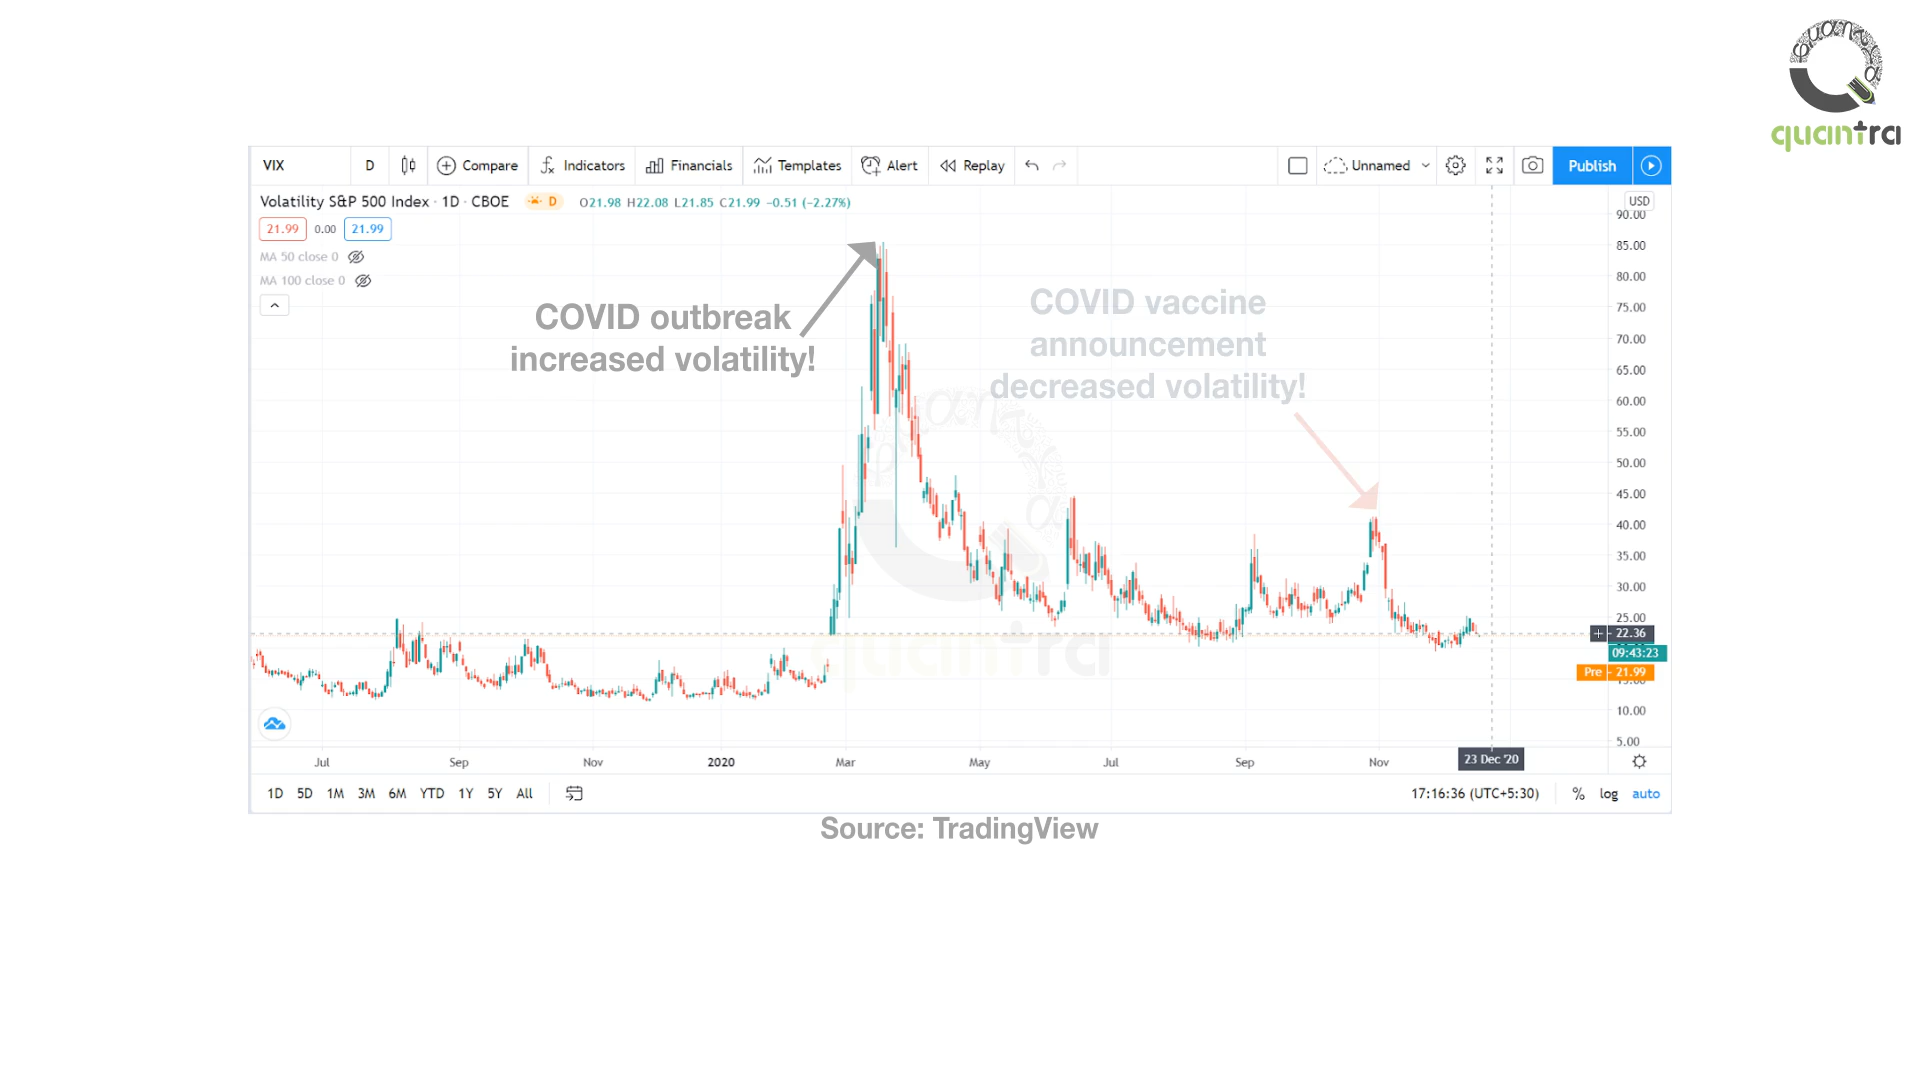 quantra
VIX D Compare Indicators Financials Templates Alert Replay Unnamed Publish
Volatility S&P 500 Index · 1D · CBOE D O21.98 H22.08 L21.85 C21.99 −0.51 (−2.27%)
USD
21.99 0.00 21.99
MA 50 close 0
MA 100 close 0
COVID outbreak
increased volatility!
COVID vaccine
announcement
decreased volatility!
90.00
85.00
80.00
75.00
70.00
65.00
60.00
55.00
50.00
45.00
40.00
35.00
30.00
25.00
22.36
09:43:23
Pre 21.99
15.00
10.00
5.00
quantra
Jul Sep Nov 2020 Mar May Jul Sep Nov 23 Dec '20
1D 5D 1M 3M 6M YTD 1Y 5Y All 17:16:36 (UTC+5:30) % log auto
Source: TradingView